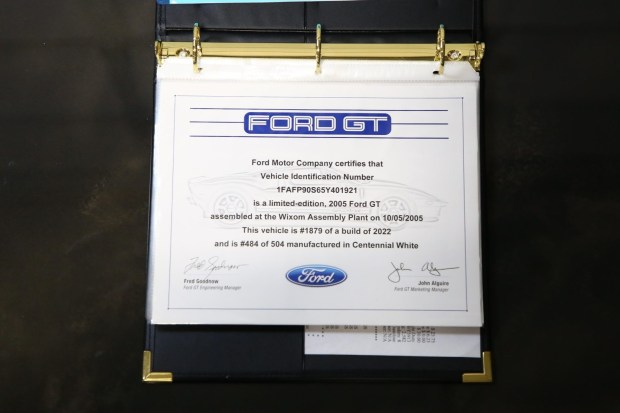 FORD GT
Ford Motor Company certifies that
Vehicle Identification Number
1FAFP90S65Y401921
is a limited-edition, 2005 Ford GT
assembled at the Wixom Assembly Plant on 10/05/2005
This vehicle is #1879 of a build of 2022
and is #484 of 504 manufactured in Centennial White
Fred Goodnow
Ford GT Engineering Manager
Ford
John Alguire
Ford GT Marketing Manager